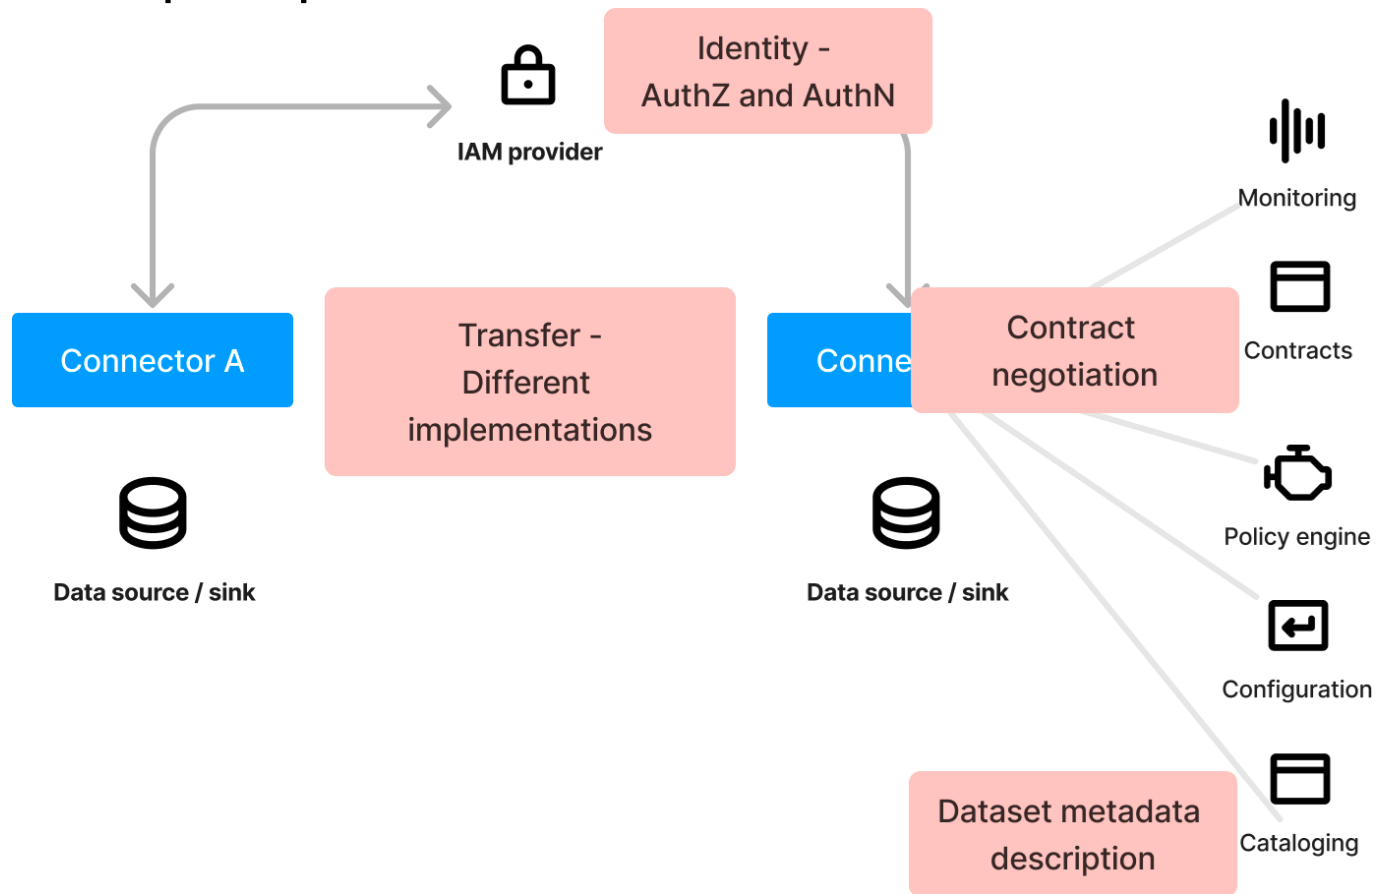 Identity -
AuthZ and AuthN
IAM provider
Monitoring
Contracts
Connector A
Transfer -
Different
implementations
Conne
Contract
negotiation
Policy engine
Data source / sink
Data source / sink
Configuration
Dataset metadata
description
Cataloging